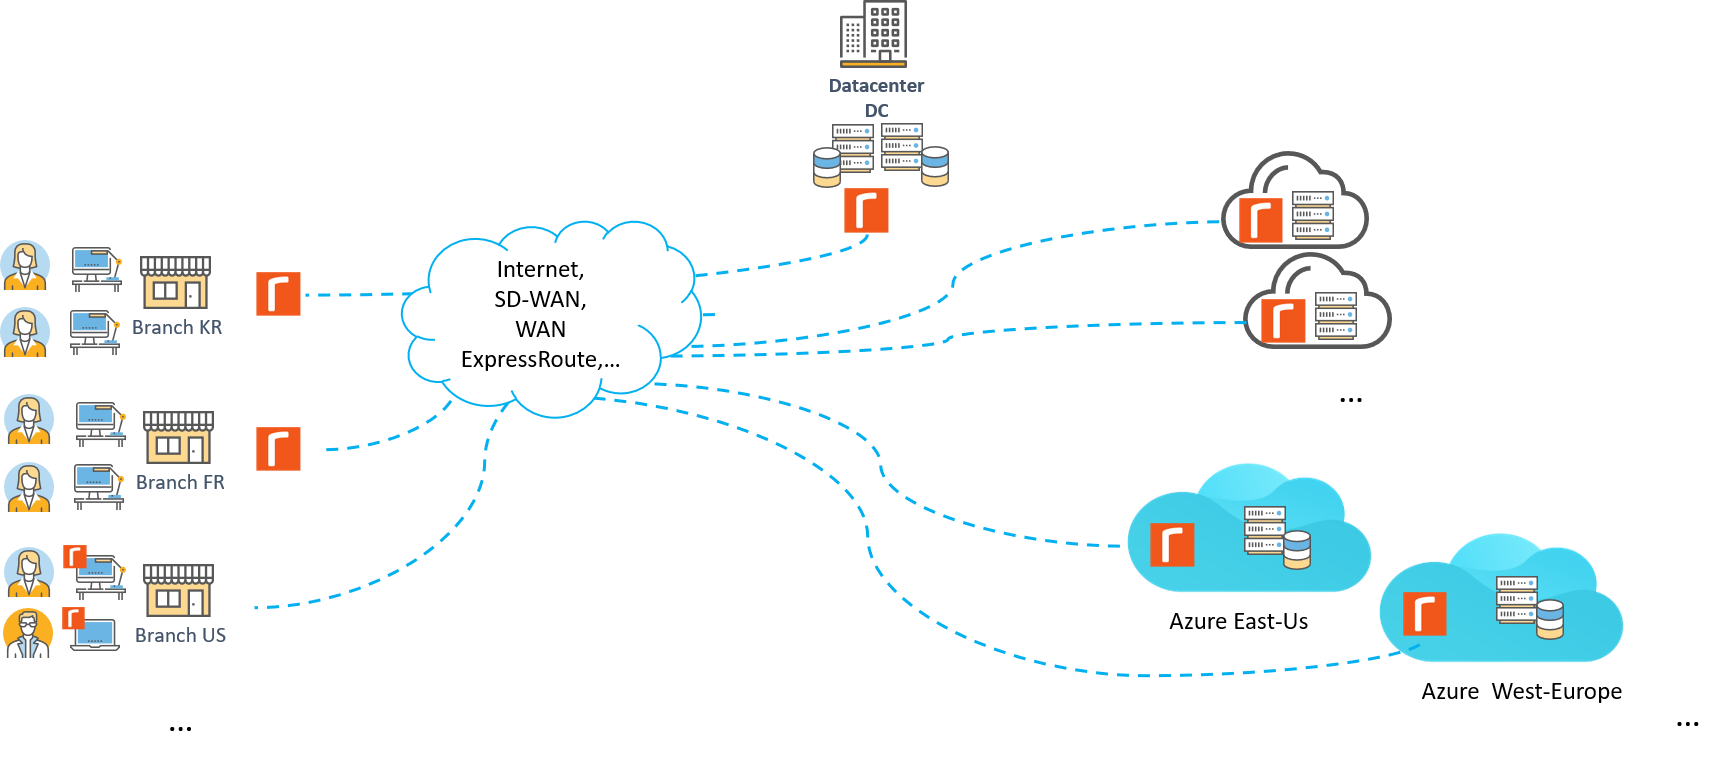 Datacenter
DC
Internet,
SD-WAN,
WAN
ExpressRoute,...
Branch KR
...
Branch FR
Azure East-Us
Branch US
Azure West-Europe
...
...